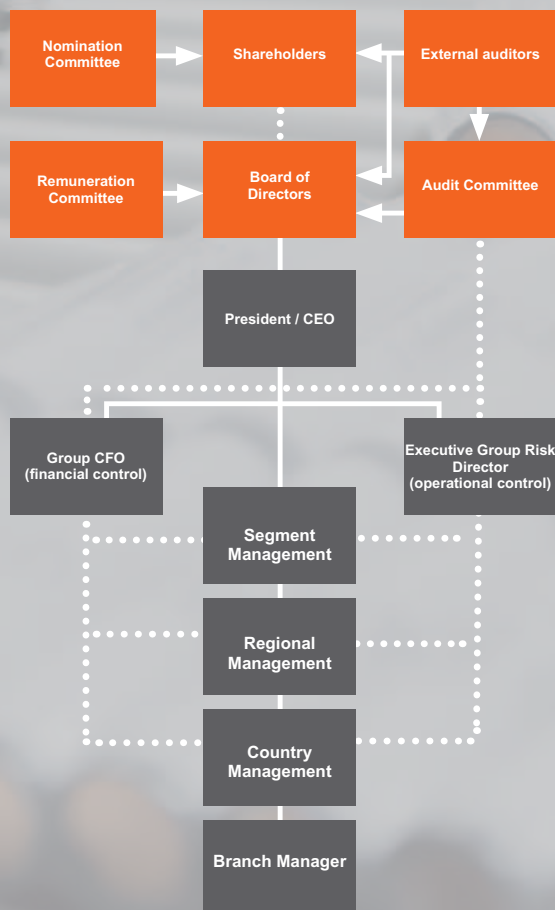 Nomination
Committee
Shareholders
External auditors
Remuneration
Committee
Board of
Directors
Audit Committee
President / CEO
Group CFO
(financial control)
Executive Group Risk
Director
(operational control)
Segment
Management
Regional
Management
Country
Management
Branch Manager